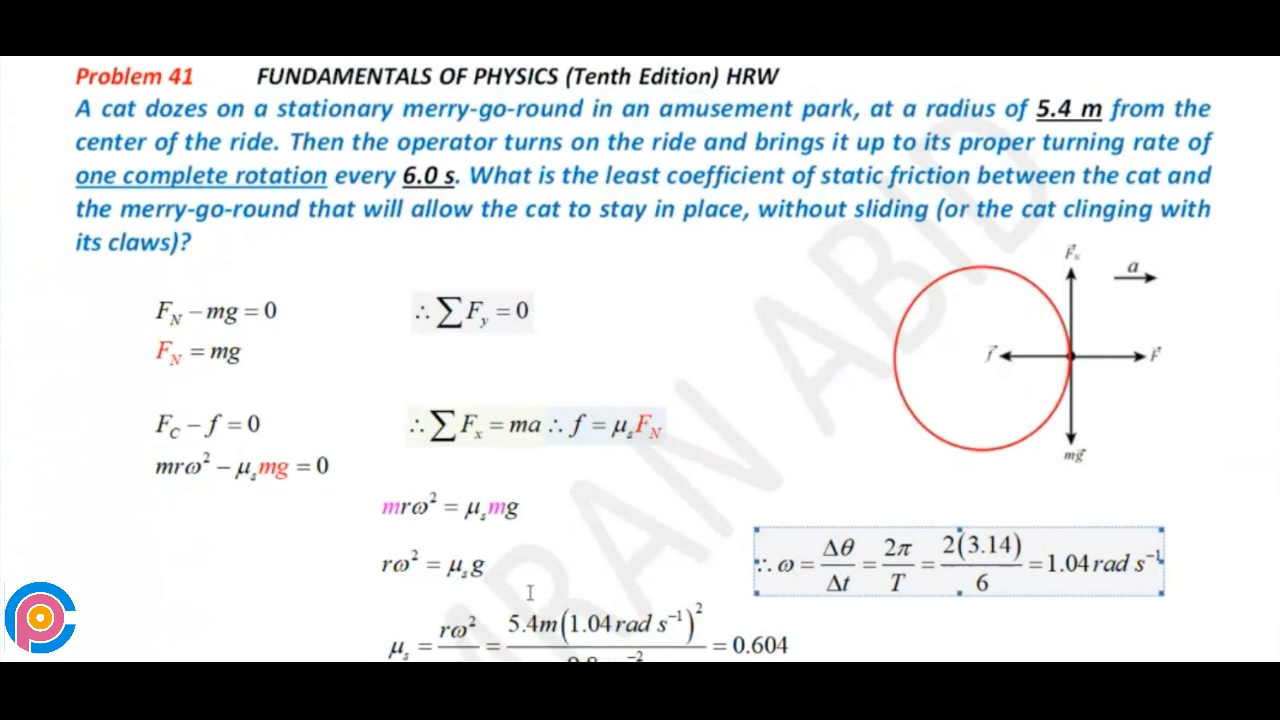 Problem 41 FUNDAMENTALS OF PHYSICS (Tenth Edition) HRW
A cat dozes on a stationary merry-go-round in an amusement park, at a radius of 5.4 m from the
center of the ride. Then the operator turns on the ride and brings it up to its proper turning rate of
one complete rotation every 6.0 s. What is the least coefficient of static friction between the cat and
the merry-go-round that will allow the cat to stay in place, without sliding (or the cat clinging with
its claws)?
F_N − mg = 0 ∴ ∑ F_y = 0
F_N = mg
F_C − f = 0 ∴ ∑ F_x = ma ∴ f = μ_s F_N
mrω² − μ_s mg = 0
mrω² = μ_s mg
rω² = μ_s g
∴ ω = Δθ/Δt = 2π/T = 2(3.14)/6 = 1.04 rad s⁻¹
μ_s = rω² = 5.4m(1.04 rad s⁻¹)² = 0.604
F_N
a
f
F
mg
RAN ABID
CP